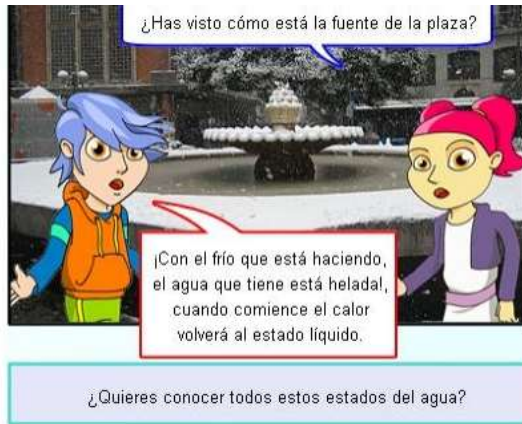 ¿Has visto cómo está la fuente de la plaza?
¡Con el frío que está haciendo,
el agua que tiene está helada!,
cuando comience el calor
volverá al estado líquido.
¿Quieres conocer todos estos estados del agua?